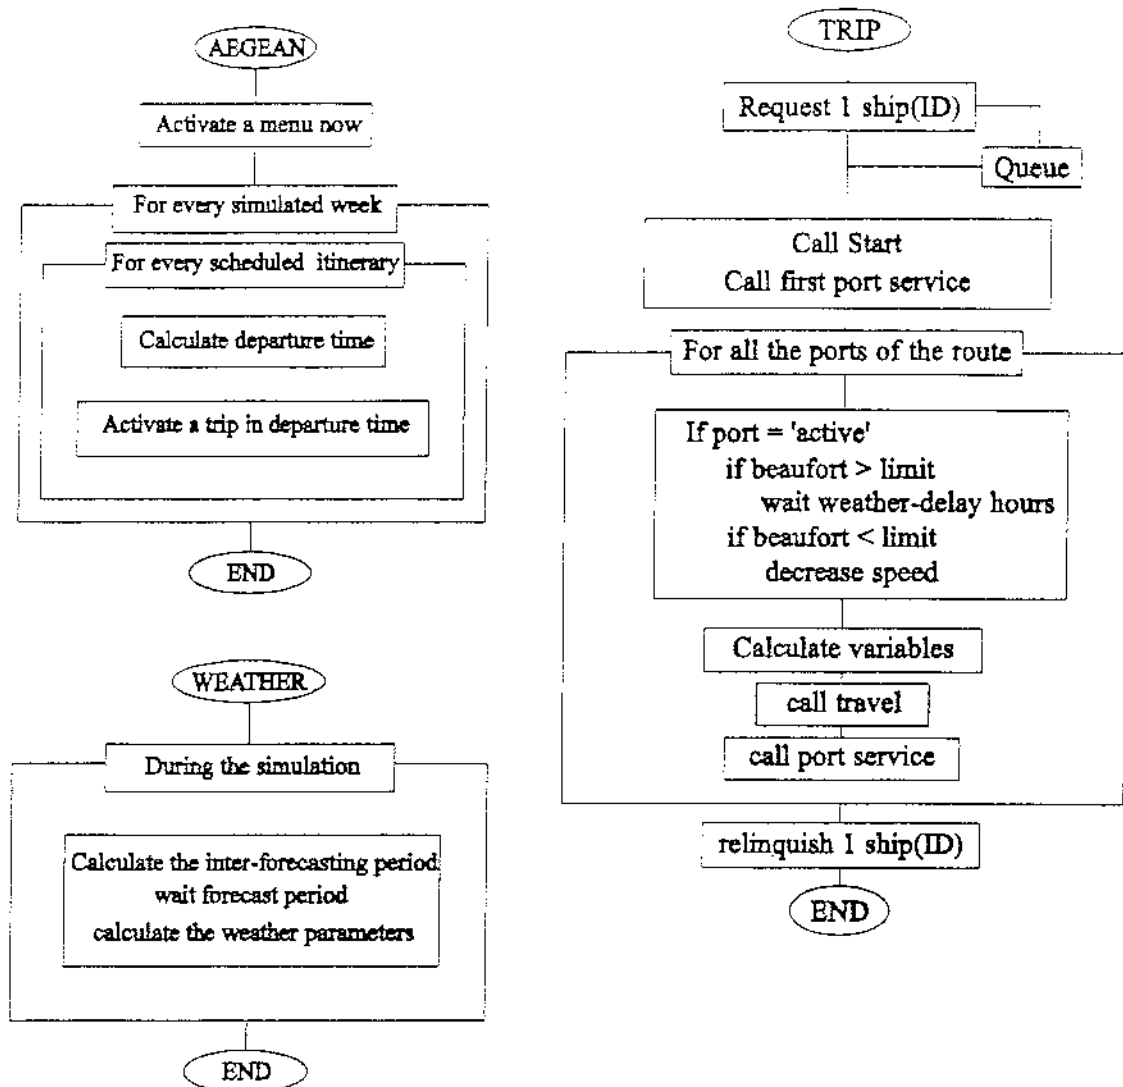 AEGEAN
Activate a menu now
For every simulated week
For every scheduled itinerary
Calculate departure time
Activate a trip in departure time
END
WEATHER
During the simulation
Calculate the inter-forecasting period
wait forecast period
calculate the weather parameters
END
TRIP
Request 1 ship(ID)
Queue
Call Start
Call first port service
For all the ports of the route
If port = 'active'
if beaufort > limit
wait weather-delay hours
if beaufort < limit
decrease speed
Calculate variables
call travel
call port service
relinquish 1 ship(ID)
END